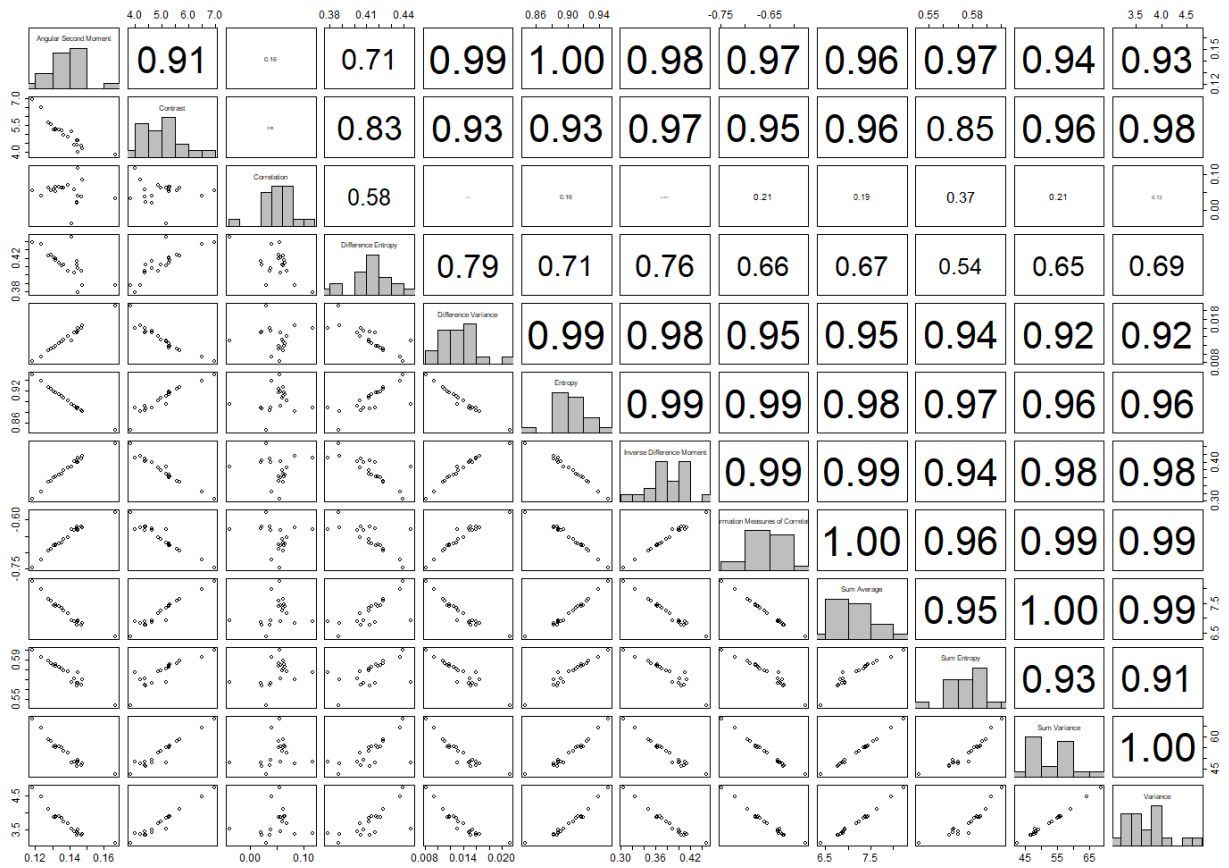 4.0 5.5 7.0 0.38 0.41 0.44 0.86 0.90 0.94 -0.75 -0.65 0.55 0.58 3.5 4.5
Angular Second Moment 0.91 0.16 0.71 0.99 1.00 0.98 0.97 0.96 0.97 0.94 0.93 0.12 0.15
4.0 5.5 7.0 Contrast 0.83 0.93 0.93 0.97 0.95 0.96 0.85 0.96 0.98
Correlation 0.58 0.16 0.21 0.19 0.37 0.21 0.13 0.00 0.10
0.38 0.42 Difference Entropy 0.79 0.71 0.76 0.66 0.67 0.54 0.65 0.69
Difference Variance 0.99 0.98 0.95 0.95 0.94 0.92 0.92 0.008 0.018
0.86 0.92 Entropy 0.99 0.99 0.98 0.97 0.96 0.96
Inverse Difference Moment 0.99 0.99 0.94 0.98 0.98 0.30 0.40
-0.75 -0.60 rmation Measures of Correla 1.00 0.96 0.99 0.99
Sum Average 0.95 1.00 0.99 6.5 7.5
0.55 0.59 Sum Entropy 0.93 0.91
Sum Variance 1.00 45 60
3.5 4.5 Variance
0.12 0.14 0.16 0.00 0.10 0.008 0.014 0.020 0.30 0.36 0.42 6.5 7.5 45 55 65